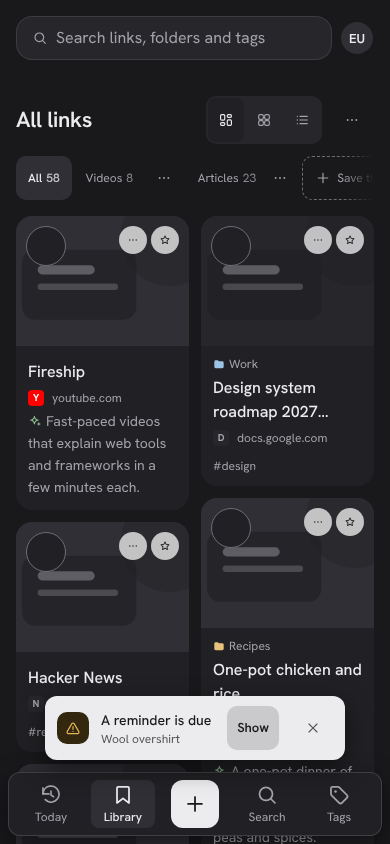 Search links, folders and tags
EU
All links
All 58
Videos 8
Articles 23
Save
Fireship
Y youtube.com
Fast-paced videos
that explain web tools
and frameworks in a
few minutes each.
Work
Design system
roadmap 2027...
D docs.google.com
#design
Hacker News
N
Recipes
One-pot chicken and
rice
A reminder is due
Wool overshirt
Show
A one-pot dinner of
Today
Library
Search
Tags
peas and spices.